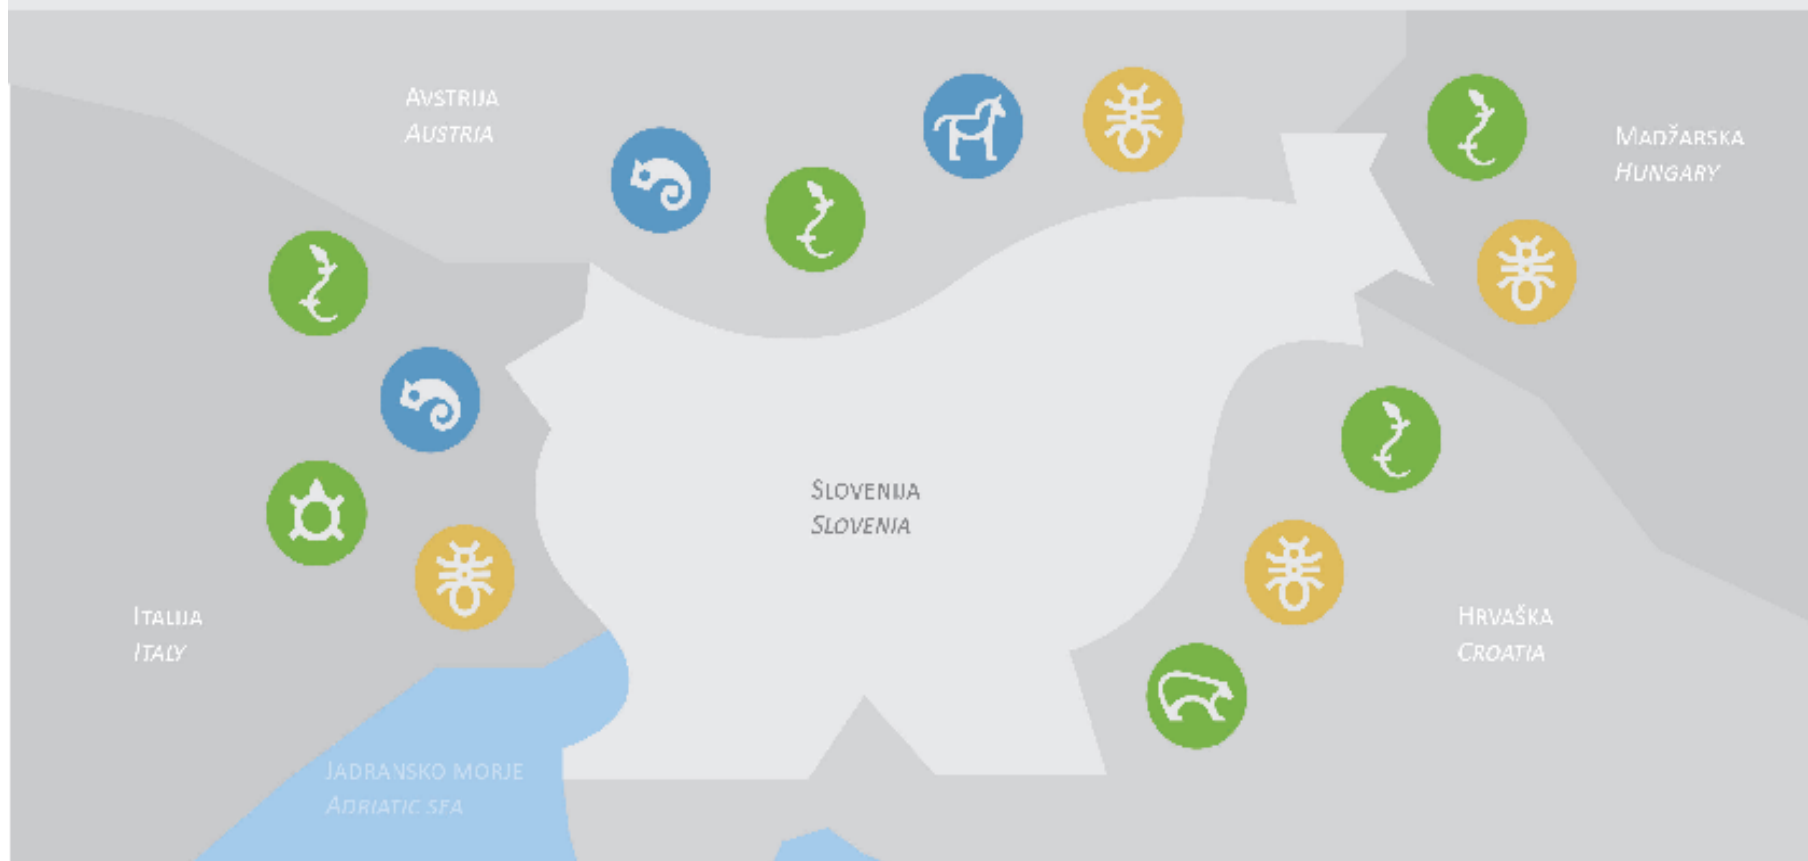 AVSTRIJA
AUSTRIA
MADŽARSKA
HUNGARY
SLOVENIJA
SLOVENIA
ITALIJA
ITALY
HRVAŠKA
CROATIA
JADRANSKO MORJE
ADRIATIC SEA